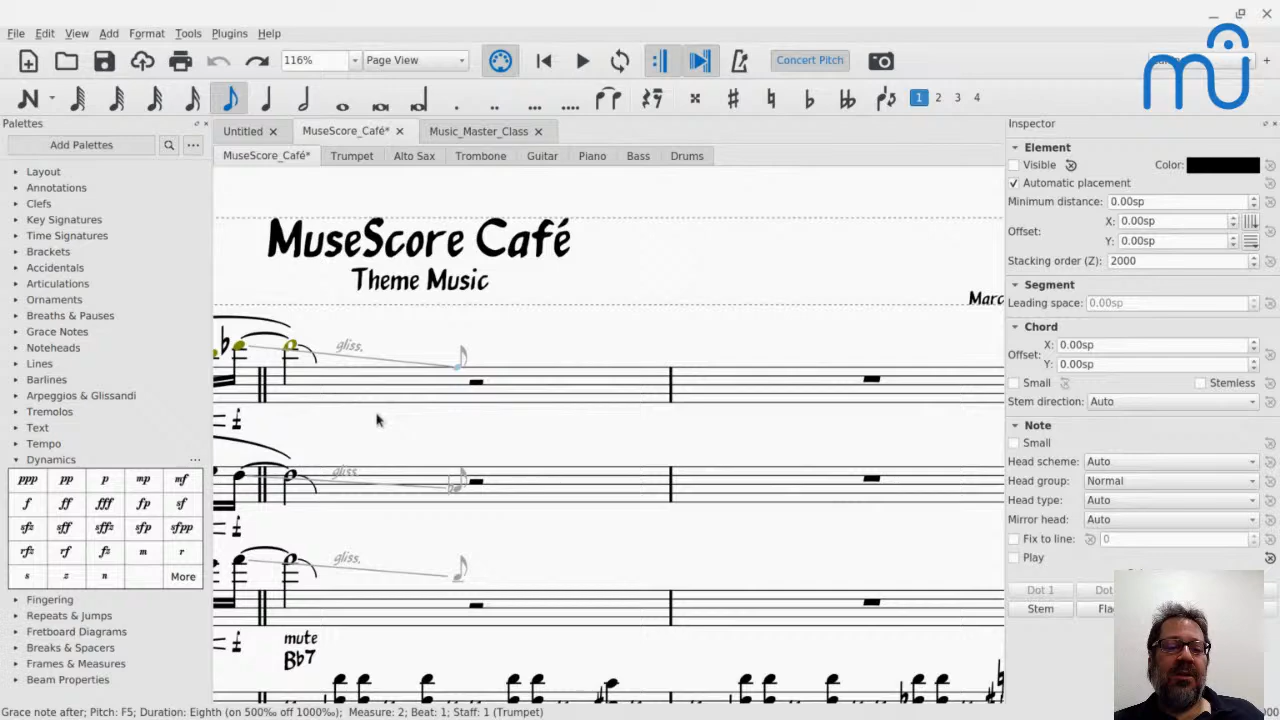 File Edit View Add Format Tools Plugins Help
116% Page View Concert Pitch
1 2 3 4
Palettes
Untitled MuseScore_Café* Music_Master_Class
Inspector
Add Palettes
MuseScore_Café* Trumpet Alto Sax Trombone Guitar Piano Bass Drums
Layout
Annotations
Clefs
Key Signatures
Time Signatures
Brackets
Accidentals
Articulations
Ornaments
Breaths & Pauses
Grace Notes
Noteheads
Lines
Barlines
Arpeggios & Glissandi
Tremolos
Text
Tempo
Dynamics
ppp pp p mp mf
f ff fff fp sf
sfz sff sffz sfp sfpp
rfz rf fz m r
s z n More
Fingering
Repeats & Jumps
Fretboard Diagrams
Breaks & Spacers
Frames & Measures
Beam Properties
MuseScore Café
Theme Music
Marc
gliss.
gliss.
gliss.
mute
Bb7
Element
Visible Color:
Automatic placement
Minimum distance: 0.00sp
Offset: X: 0.00sp
Y: 0.00sp
Stacking order (Z): 2000
Segment
Leading space: 0.00sp
Chord
Offset: X: 0.00sp
Y: 0.00sp
Small Stemless
Stem direction: Auto
Note
Small
Head scheme: Auto
Head group: Normal
Head type: Auto
Mirror head: Auto
Fix to line: 0
Play
Dot 1
Stem
Grace note after; Pitch: F5; Duration: Eighth (on 500‰ off 1000‰); Measure: 2; Beat: 1; Staff: 1 (Trumpet)